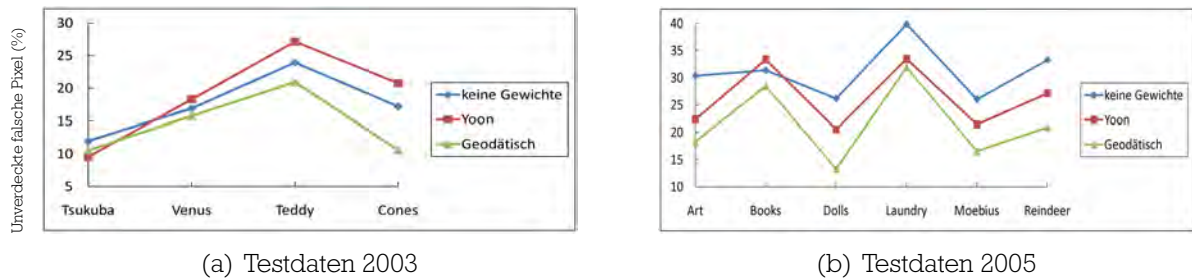 Unverdeckte falsche Pixel (%)
30
25
20
15
10
5
Tsukuba Venus Teddy Cones
keine Gewichte
Yoon
Geodätisch
(a) Testdaten 2003
40
35
30
25
20
15
10
Art Books Dolls Laundry Moebius Reindeer
keine Gewichte
Yoon
Geodätisch
(b) Testdaten 2005